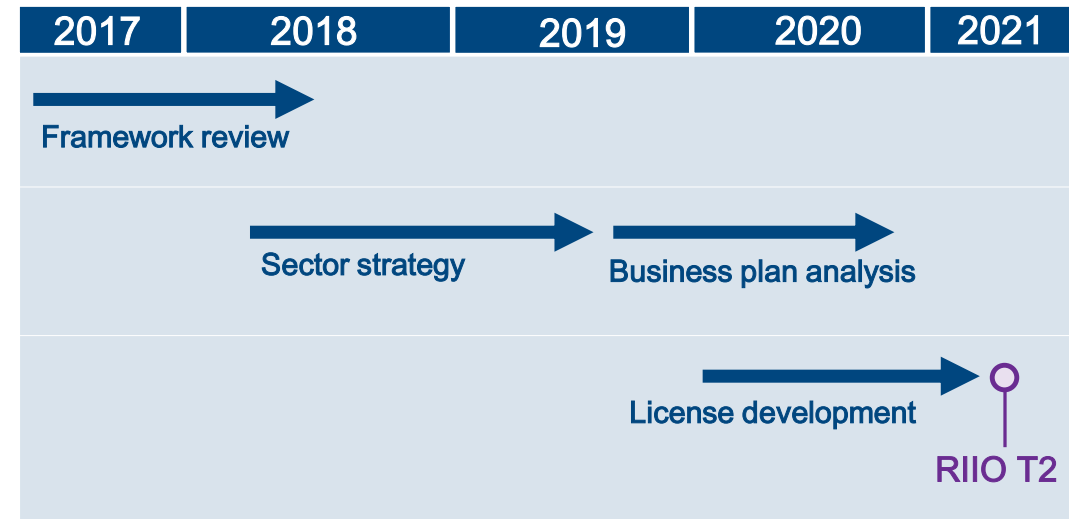 2017 2018 2019 2020 2021
Framework review
Sector strategy
Business plan analysis
License development
RIIO T2